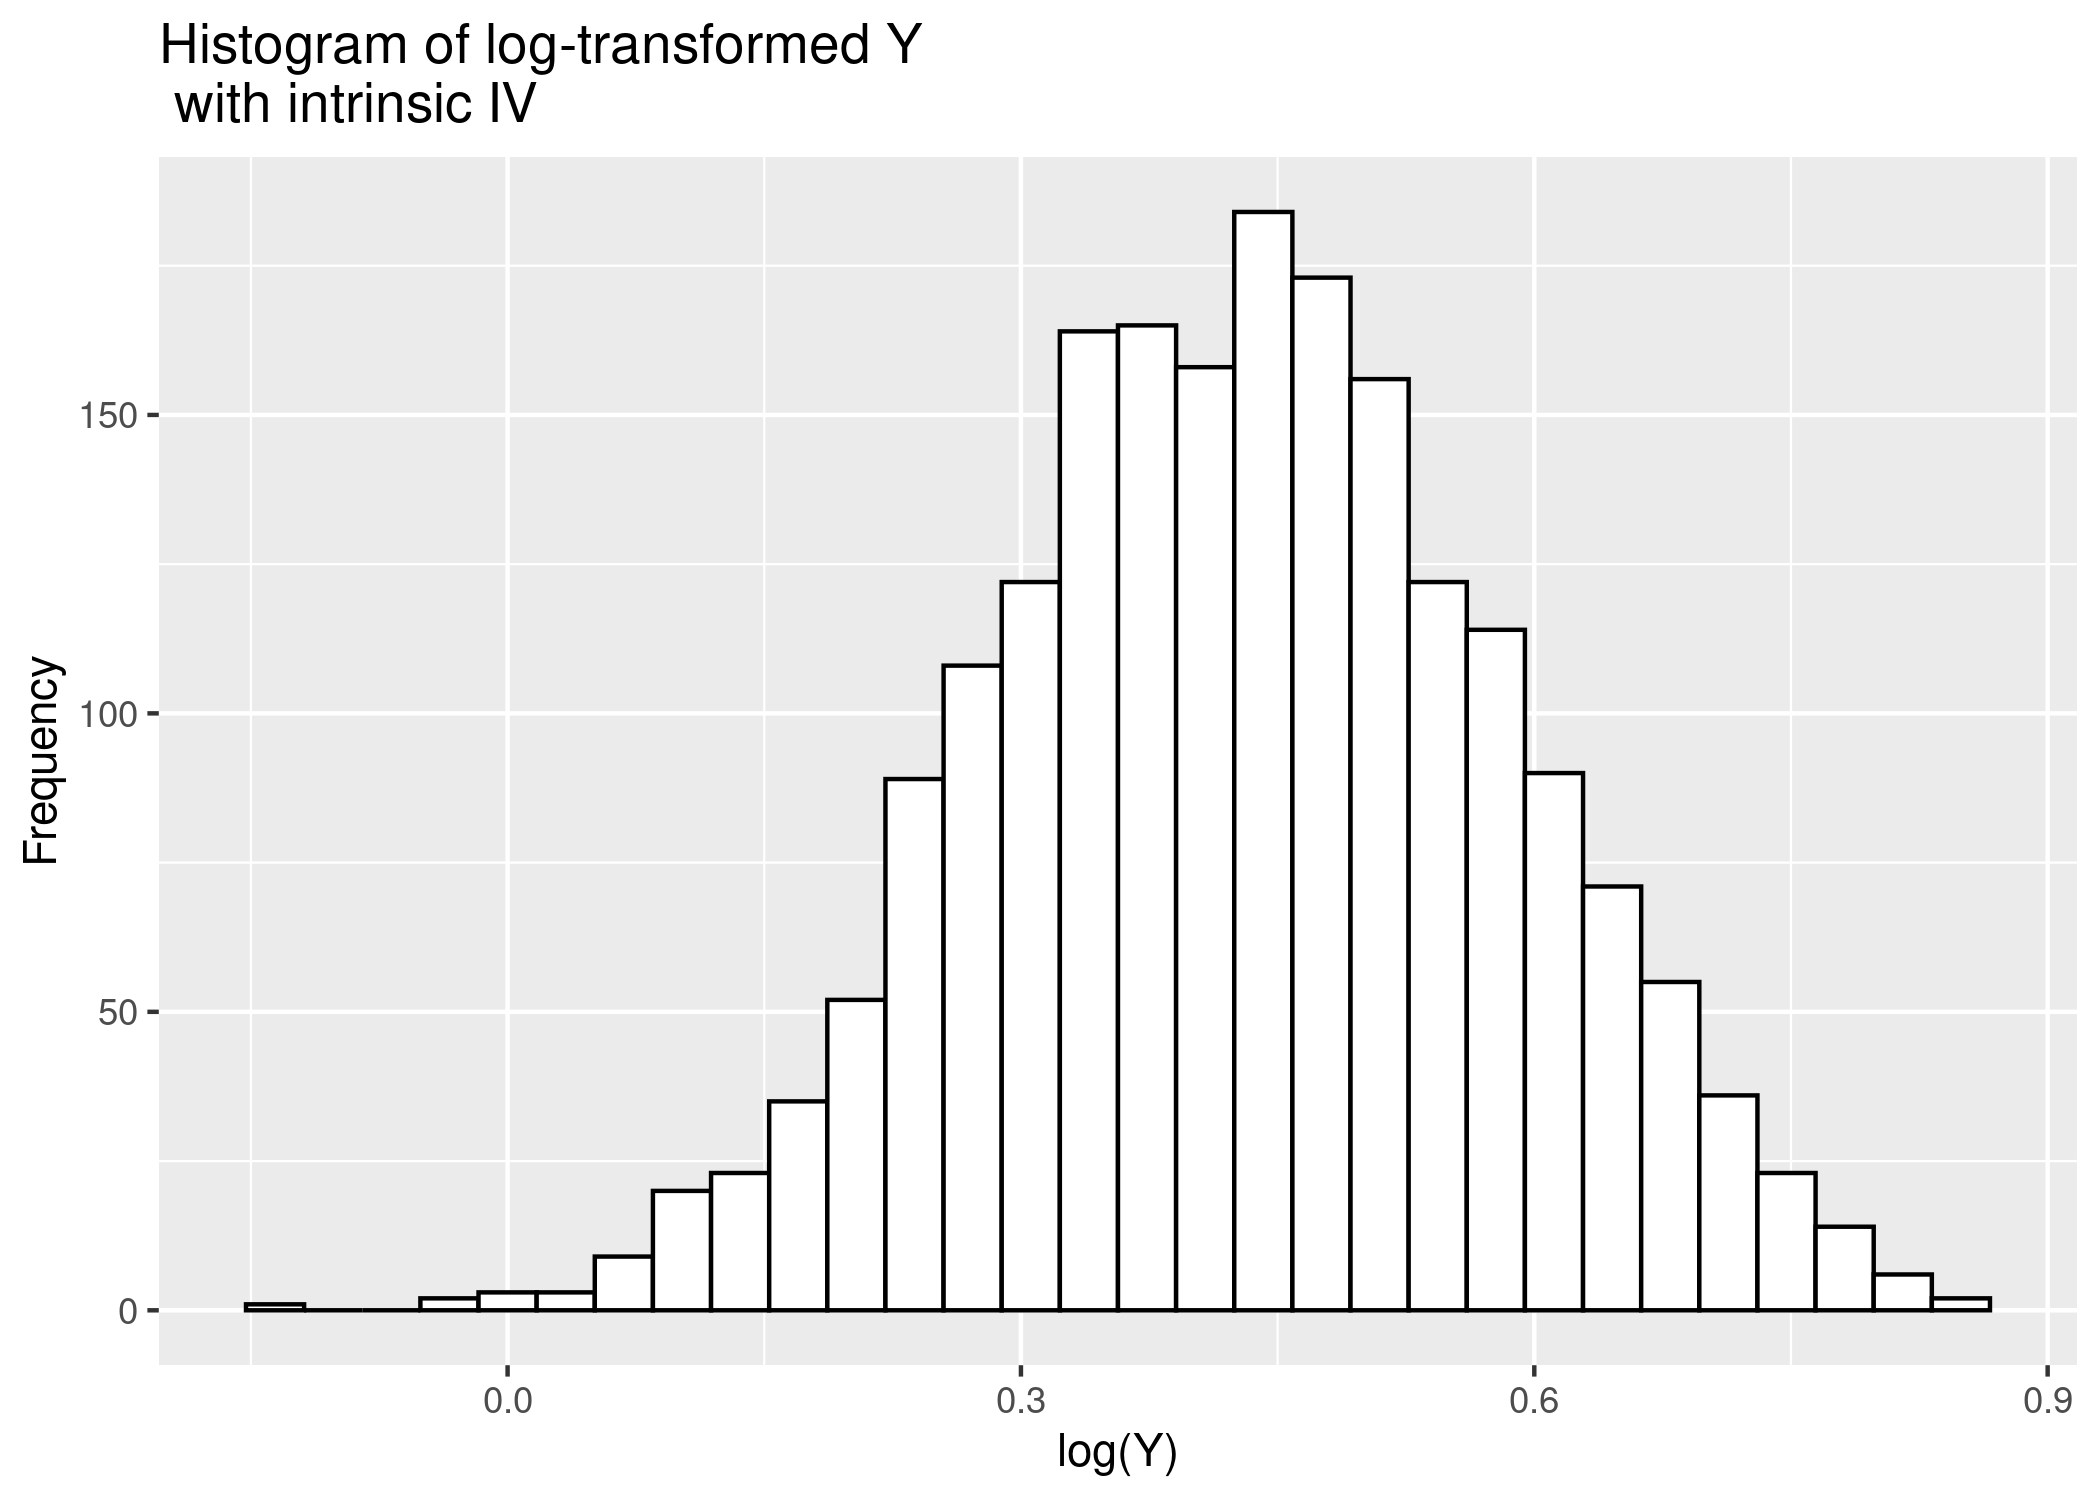 Histogram of log-transformed Y
with intrinsic IV
Frequency
150
100
50
0
0.0
0.3
0.6
0.9
log(Y)